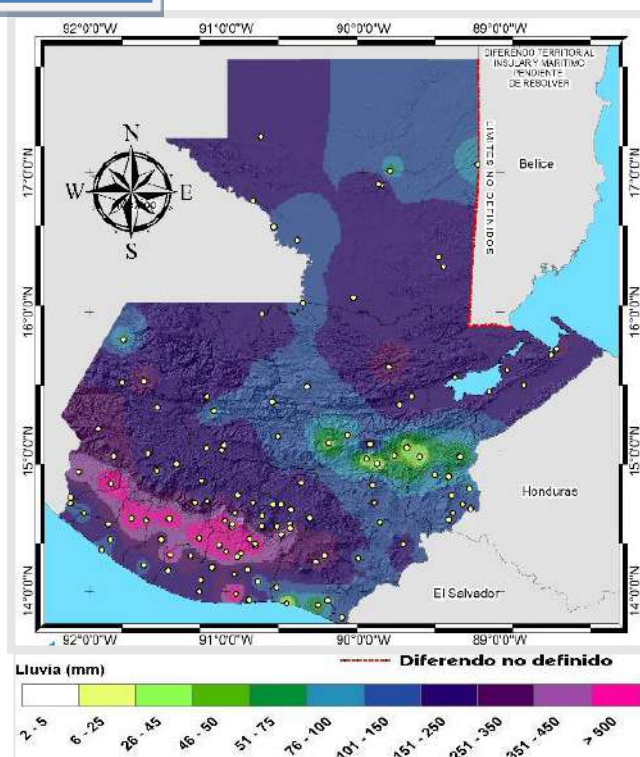 92°0'0"W 91°0'0"W 90°0'0"W 89°0'0"W
DIFERENDO TERRITORIAL
INSULAR Y MARITIMO
PENDIENTE
DE RESOLVER
LIMITES NO DEFINIDOS
Belice
N
W E
S
17°0'0"N 17°0'0"N
16°0'0"N 16°0'0"N
15°0'0"N 15°0'0"N
Honduras
El Salvador
14°0'0"N 14°0'0"N
92°0'0"W 91°0'0"W 90°0'0"W 89°0'0"W
Diferendo no definido
Lluvia (mm)
2 - 5 6 - 25 26 - 45 46 - 50 51 - 75 76 - 100 101 - 150 151 - 250 251 - 350 351 - 450 > 500